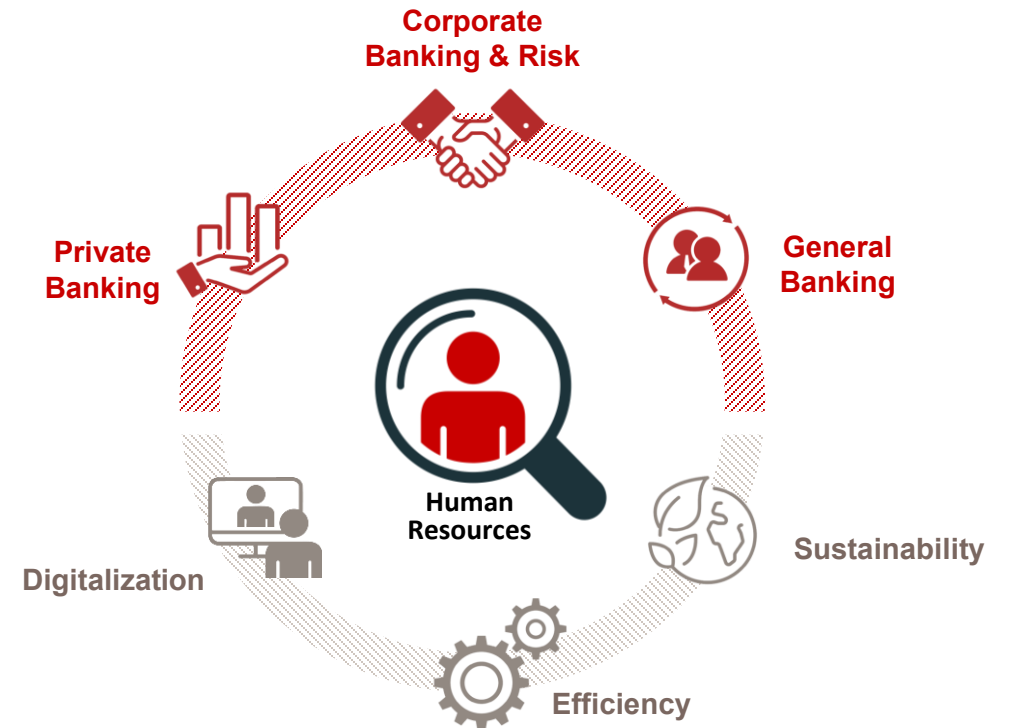 Corporate
Banking & Risk
Private
Banking
General
Banking
Human
Resources
Digitalization
Sustainability
Efficiency